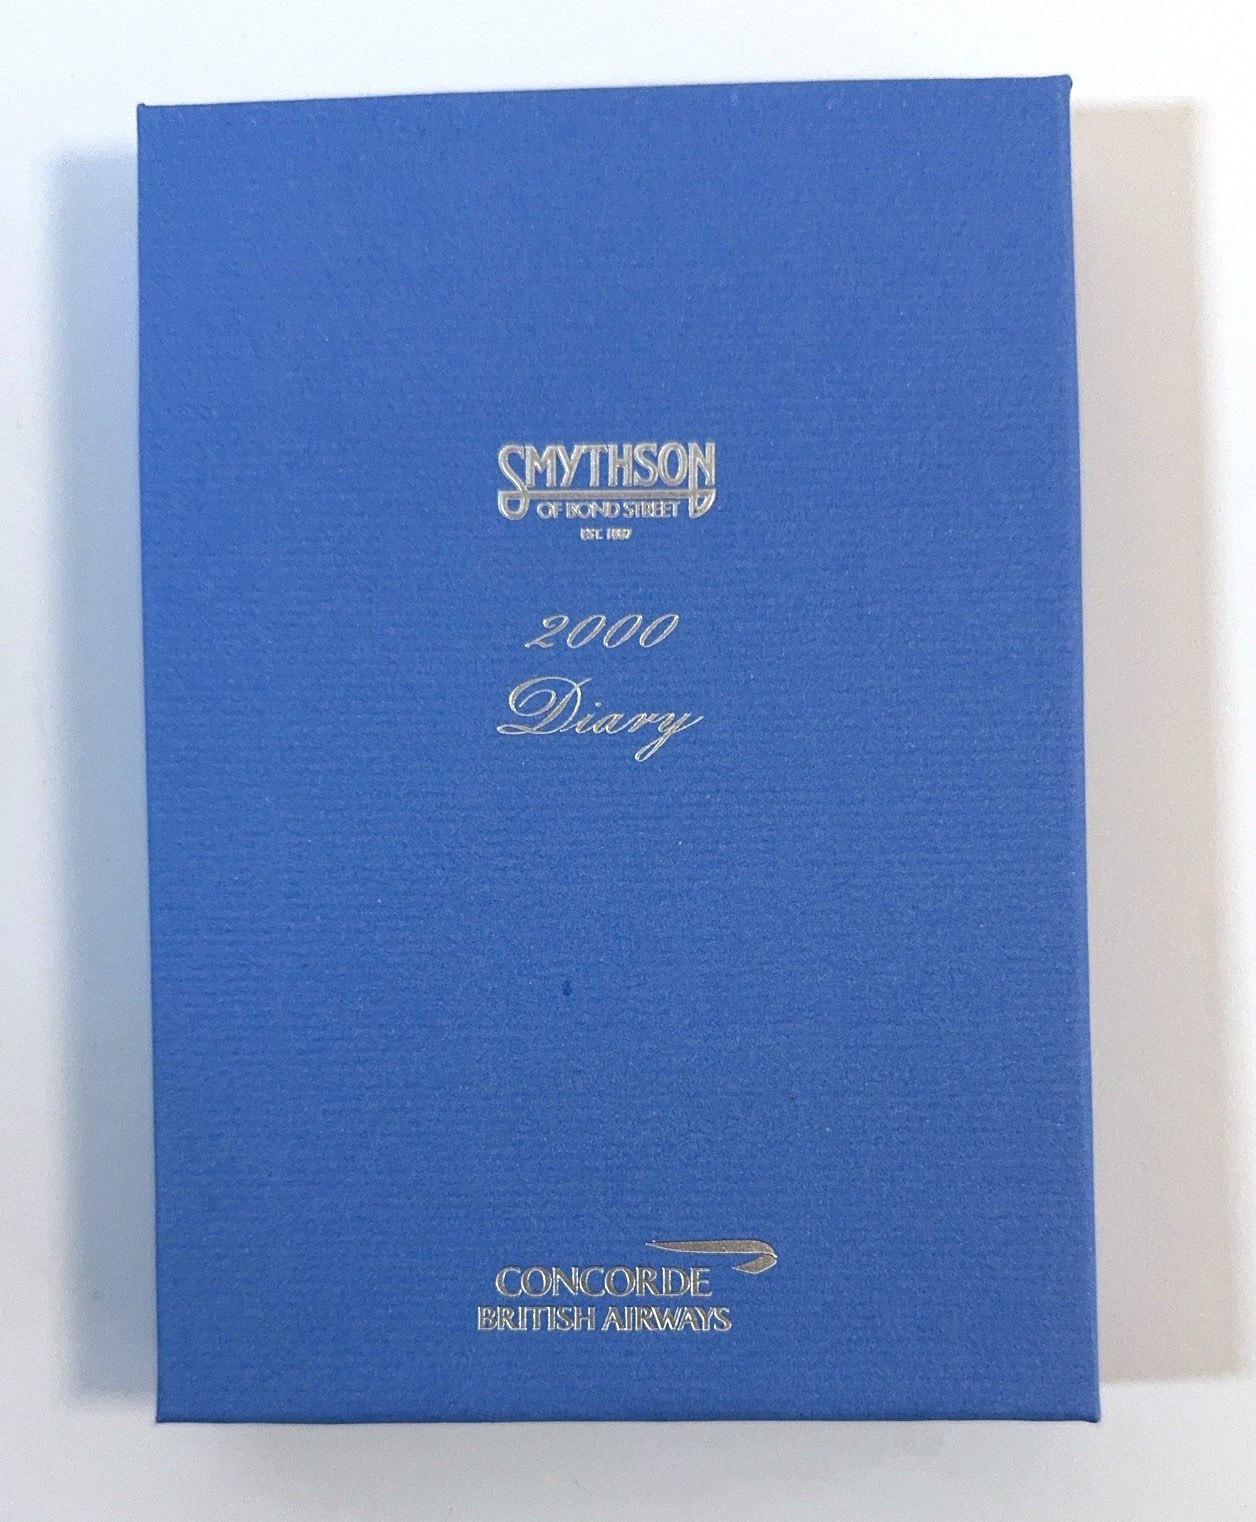 SMYTHSON
OF BOND STREET
EST. 1887
2000
Diary
CONCORDE
BRITISH AIRWAYS